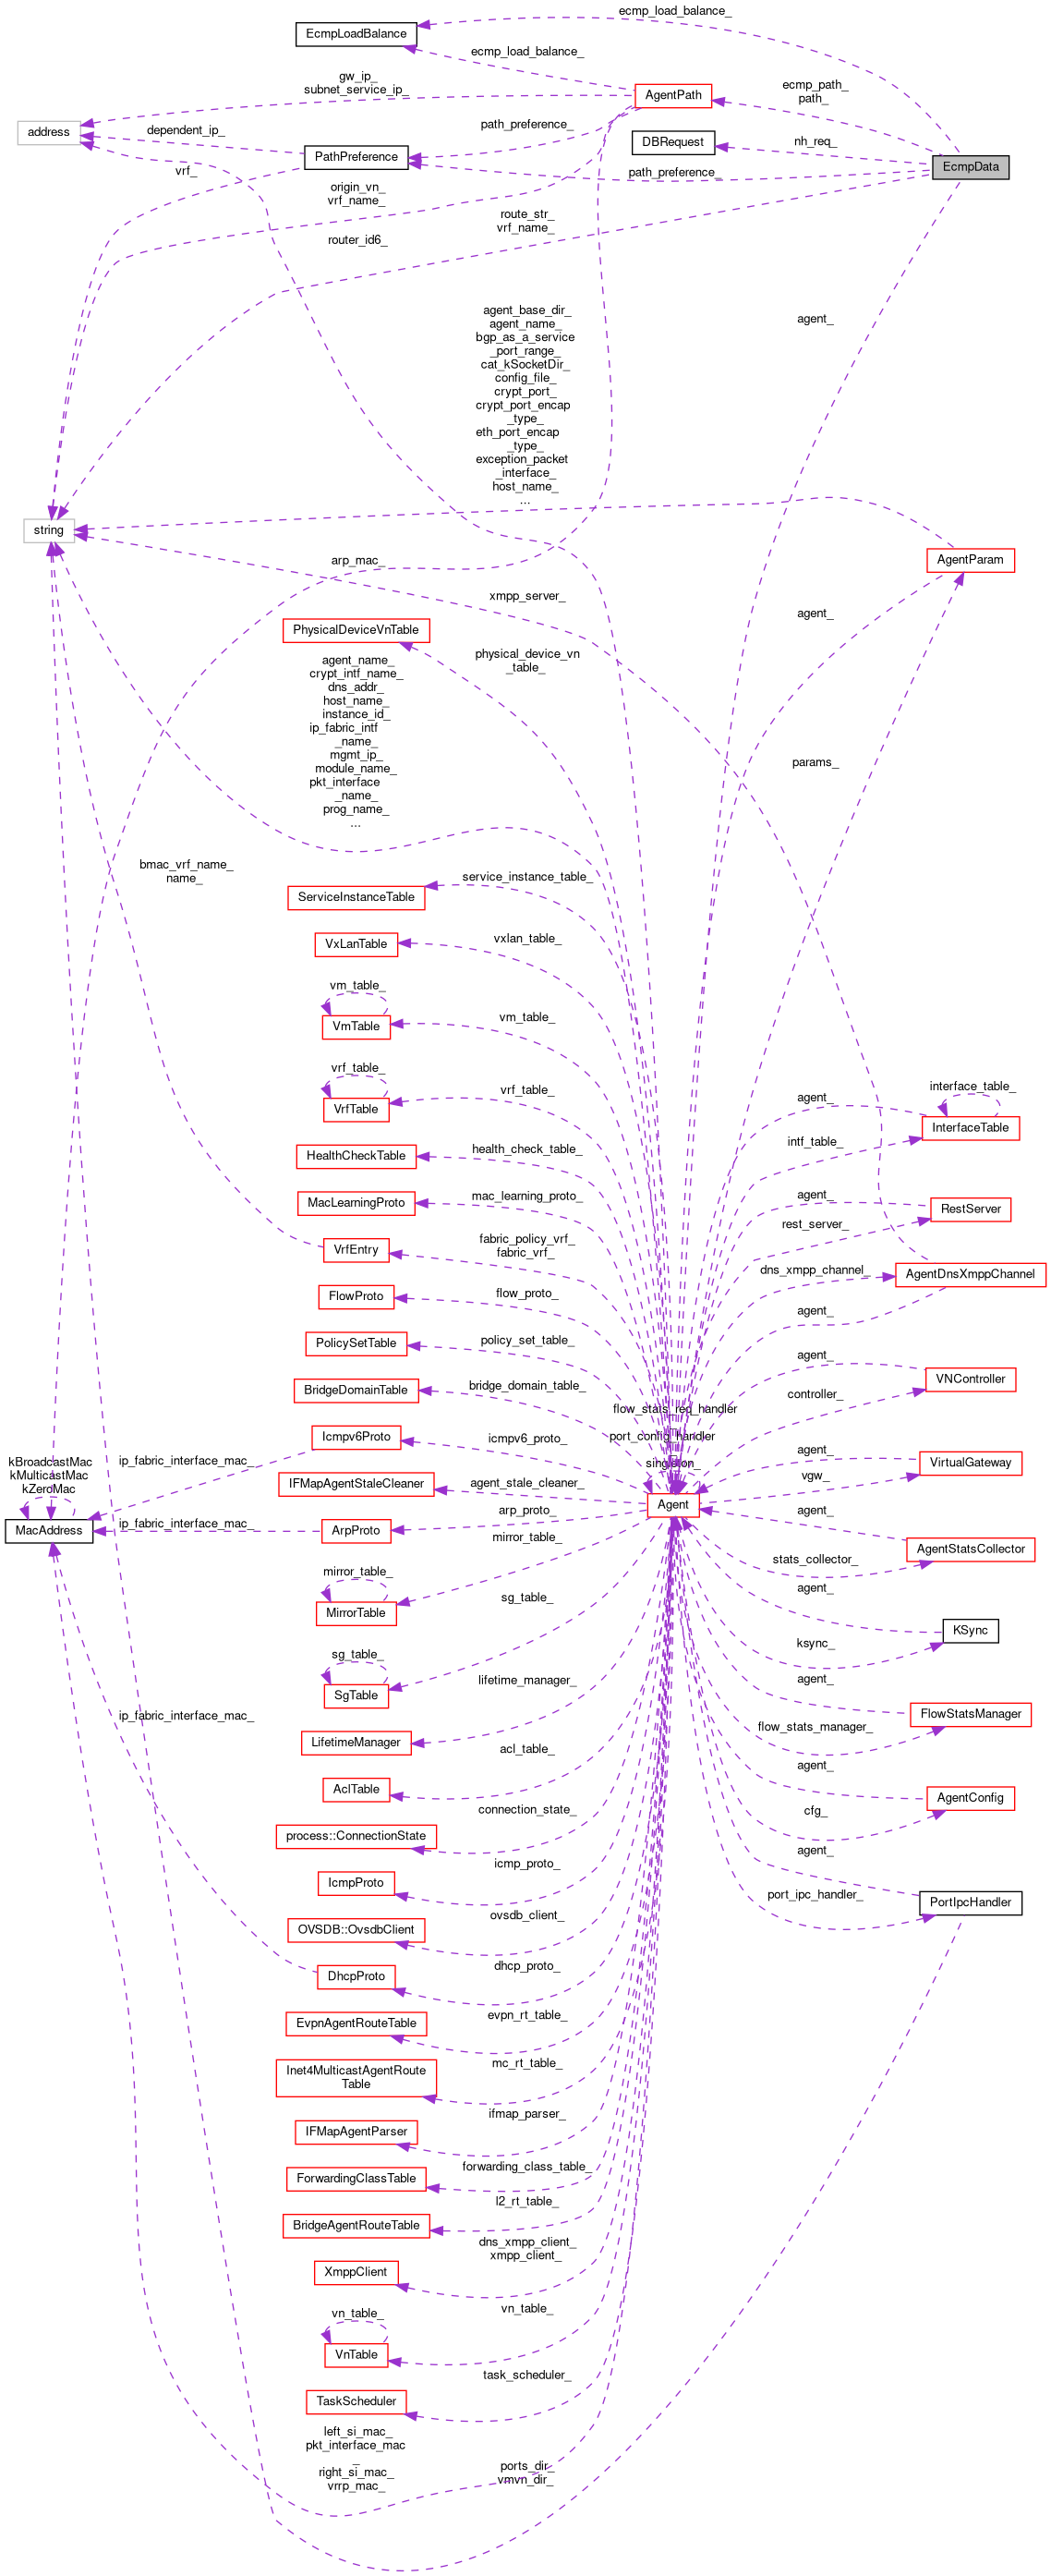 ecmp_load_balance_
EcmpLoadBalance
ecmp_load_balance_
gw_ip_
subnet_service_ip_
AgentPath
ecmp_path_
path_
address
dependent_ip_
path_preference_
DBRequest
nh_req_
PathPreference
EcmpData
vrf_
path_preference_
origin_vn_
vrf_name_
route_str_
vrf_name_
router_id6_
agent_base_dir_
agent_name_
bgp_as_a_service
_port_range_
cat_kSocketDir_
config_file_
crypt_port_
crypt_port_encap
_type_
eth_port_encap
_type_
exception_packet
_interface_
host_name_
...
agent_
string
AgentParam
arp_mac_
xmpp_server_
agent_
PhysicalDeviceVnTable
physical_device_vn
_table_
agent_name_
crypt_intf_name_
dns_addr_
host_name_
instance_id_
ip_fabric_intf
_name_
mgmt_ip_
module_name_
pkt_interface
_name_
prog_name_
...
params_
bmac_vrf_name_
name_
ServiceInstanceTable
service_instance_table_
VxLanTable
vxlan_table_
vm_table_
VmTable
vm_table_
vrf_table_
VrfTable
vrf_table_
interface_table_
InterfaceTable
agent_
intf_table_
HealthCheckTable
health_check_table_
MacLearningProto
mac_learning_proto_
agent_
RestServer
rest_server_
VrfEntry
fabric_policy_vrf_
fabric_vrf_
dns_xmpp_channel_
AgentDnsXmppChannel
FlowProto
flow_proto_
agent_
PolicySetTable
policy_set_table_
agent_
VNController
BridgeDomainTable
bridge_domain_table_
controller_
flow_stats_req_handler
port_config_handler
singleton_
Icmpv6Proto
icmpv6_proto_
agent_
VirtualGateway
vgw_
kBroadcastMac
kMulticastMac
kZeroMac
ip_fabric_interface_mac_
IFMapAgentStaleCleaner
agent_stale_cleaner_
Agent
MacAddress
ip_fabric_interface_mac_
ArpProto
arp_proto_
agent_
AgentStatsCollector
stats_collector_
mirror_table_
mirror_table_
MirrorTable
agent_
KSync
ksync_
sg_table_
sg_table_
SgTable
lifetime_manager_
agent_
FlowStatsManager
flow_stats_manager_
ip_fabric_interface_mac_
LifetimeManager
acl_table_
AclTable
agent_
AgentConfig
cfg_
connection_state_
process::ConnectionState
agent_
icmp_proto_
IcmpProto
port_ipc_handler_
PortIpcHandler
ovsdb_client_
OVSDB::OvsdbClient
dhcp_proto_
DhcpProto
evpn_rt_table_
EvpnAgentRouteTable
mc_rt_table_
Inet4MulticastAgentRoute
Table
ifmap_parser_
IFMapAgentParser
forwarding_class_table_
ForwardingClassTable
l2_rt_table_
BridgeAgentRouteTable
dns_xmpp_client_
xmpp_client_
XmppClient
vn_table_
vn_table_
VnTable
task_scheduler_
TaskScheduler
left_si_mac_
pkt_interface_mac
_
right_si_mac_
vrrp_mac_
ports_dir_
vmvn_dir_